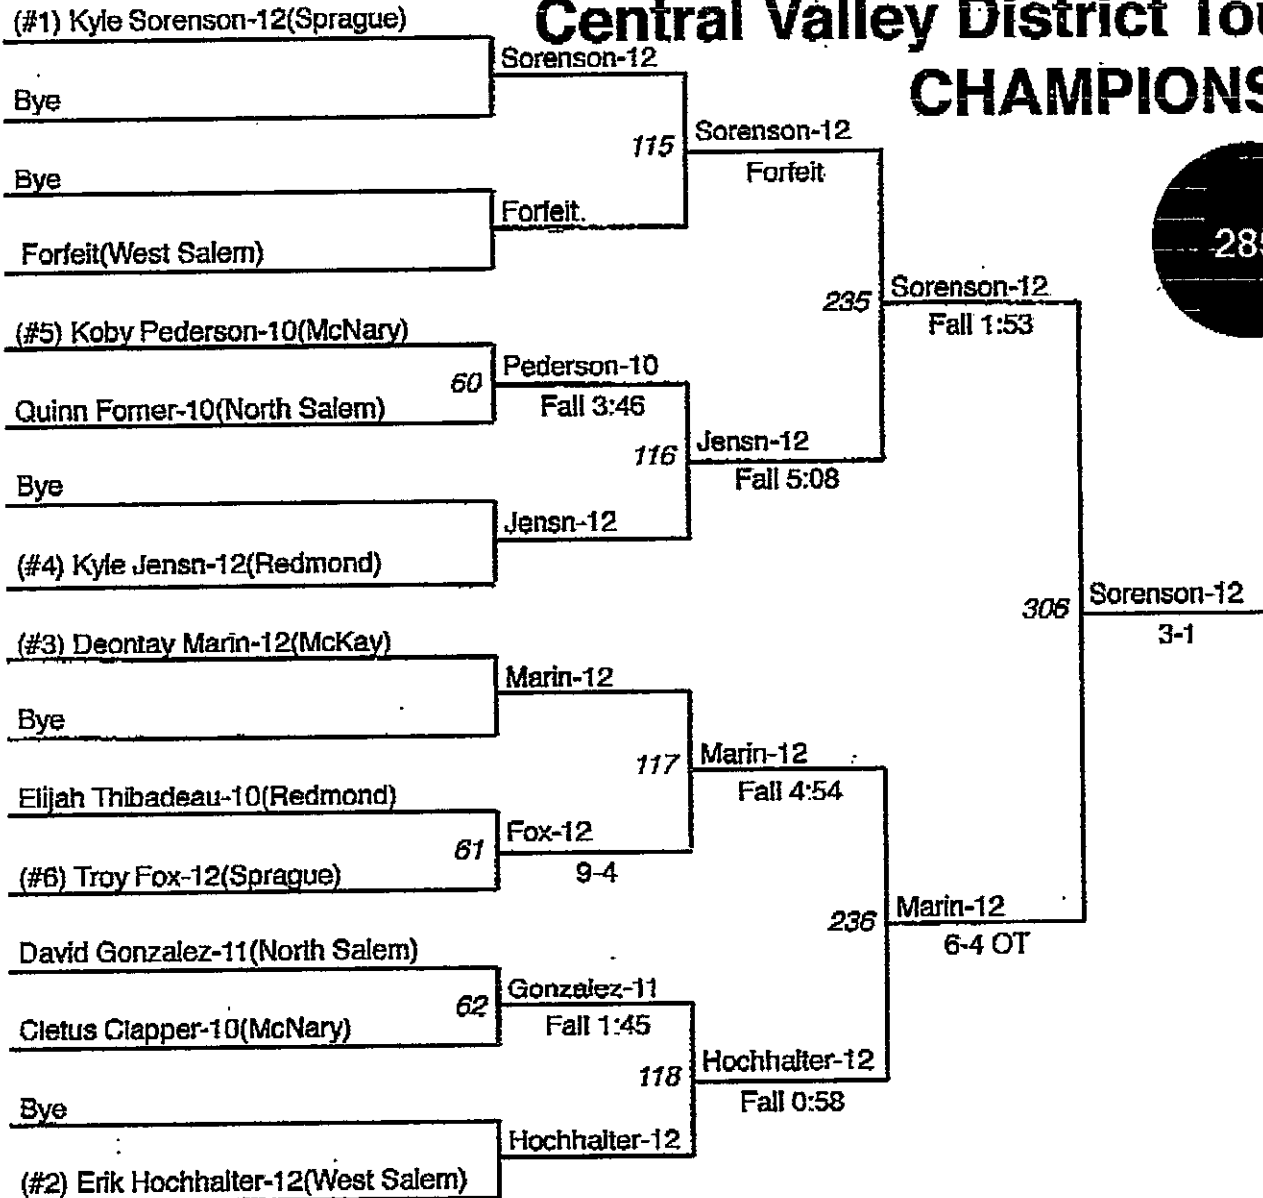 Central Valley District Tou
CHAMPIONS
285
(#1) Kyle Sorenson-12(Sprague)
Sorenson-12
Bye
115
Sorenson-12
Forfeit
Bye
Forfeit.
Forfeit(West Salem)
235
Sorenson-12
Fall 1:53
(#5) Koby Pederson-10(McNary)
60
Pederson-10
Fall 3:46
Quinn Forner-10(North Salem)
116
Jensn-12
Fall 5:08
Bye
Jensn-12
(#4) Kyle Jensn-12(Redmond)
306
Sorenson-12
3-1
(#3) Deontay Marin-12(McKay)
Marin-12
Bye
117
Marin-12
Fall 4:54
Elijah Thibadeau-10(Redmond)
61
Fox-12
9-4
(#6) Troy Fox-12(Sprague)
236
Marin-12
6-4 OT
David Gonzalez-11(North Salem)
62
Gonzalez-11
Fall 1:45
Cletus Clapper-10(McNary)
118
Hochhalter-12
Fall 0:58
Bye
Hochhalter-12
(#2) Erik Hochhalter-12(West Salem)